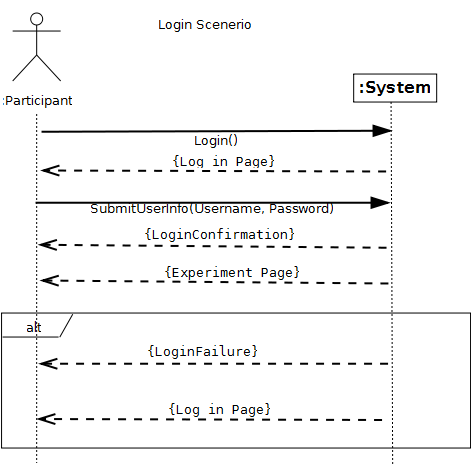 Login Scenerio
:System
:Participant
Login()
{Log in Page}
SubmitUserInfo(Username, Password)
{LoginConfirmation}
{Experiment Page}
alt
{LoginFailure}
{Log in Page}